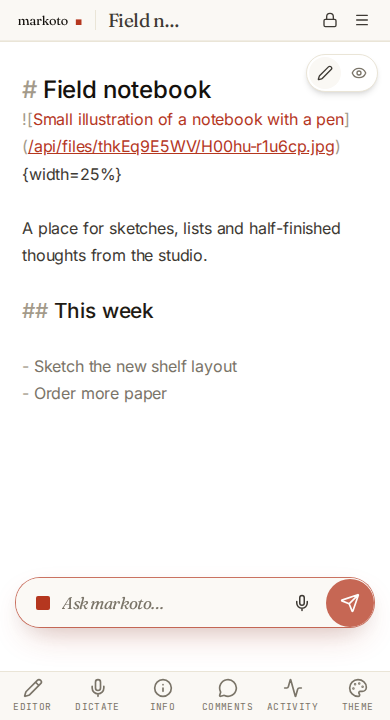 markoto
Field n...
# Field notebook
![Small illustration of a notebook with a pen]
(/api/files/thkEq9E5WV/H00hu-r1u6cp.jpg)
{width=25%}
A place for sketches, lists and half-finished
thoughts from the studio.
## This week
- Sketch the new shelf layout
- Order more paper
Ask markoto...
EDITOR
DICTATE
INFO
COMMENTS
ACTIVITY
THEME